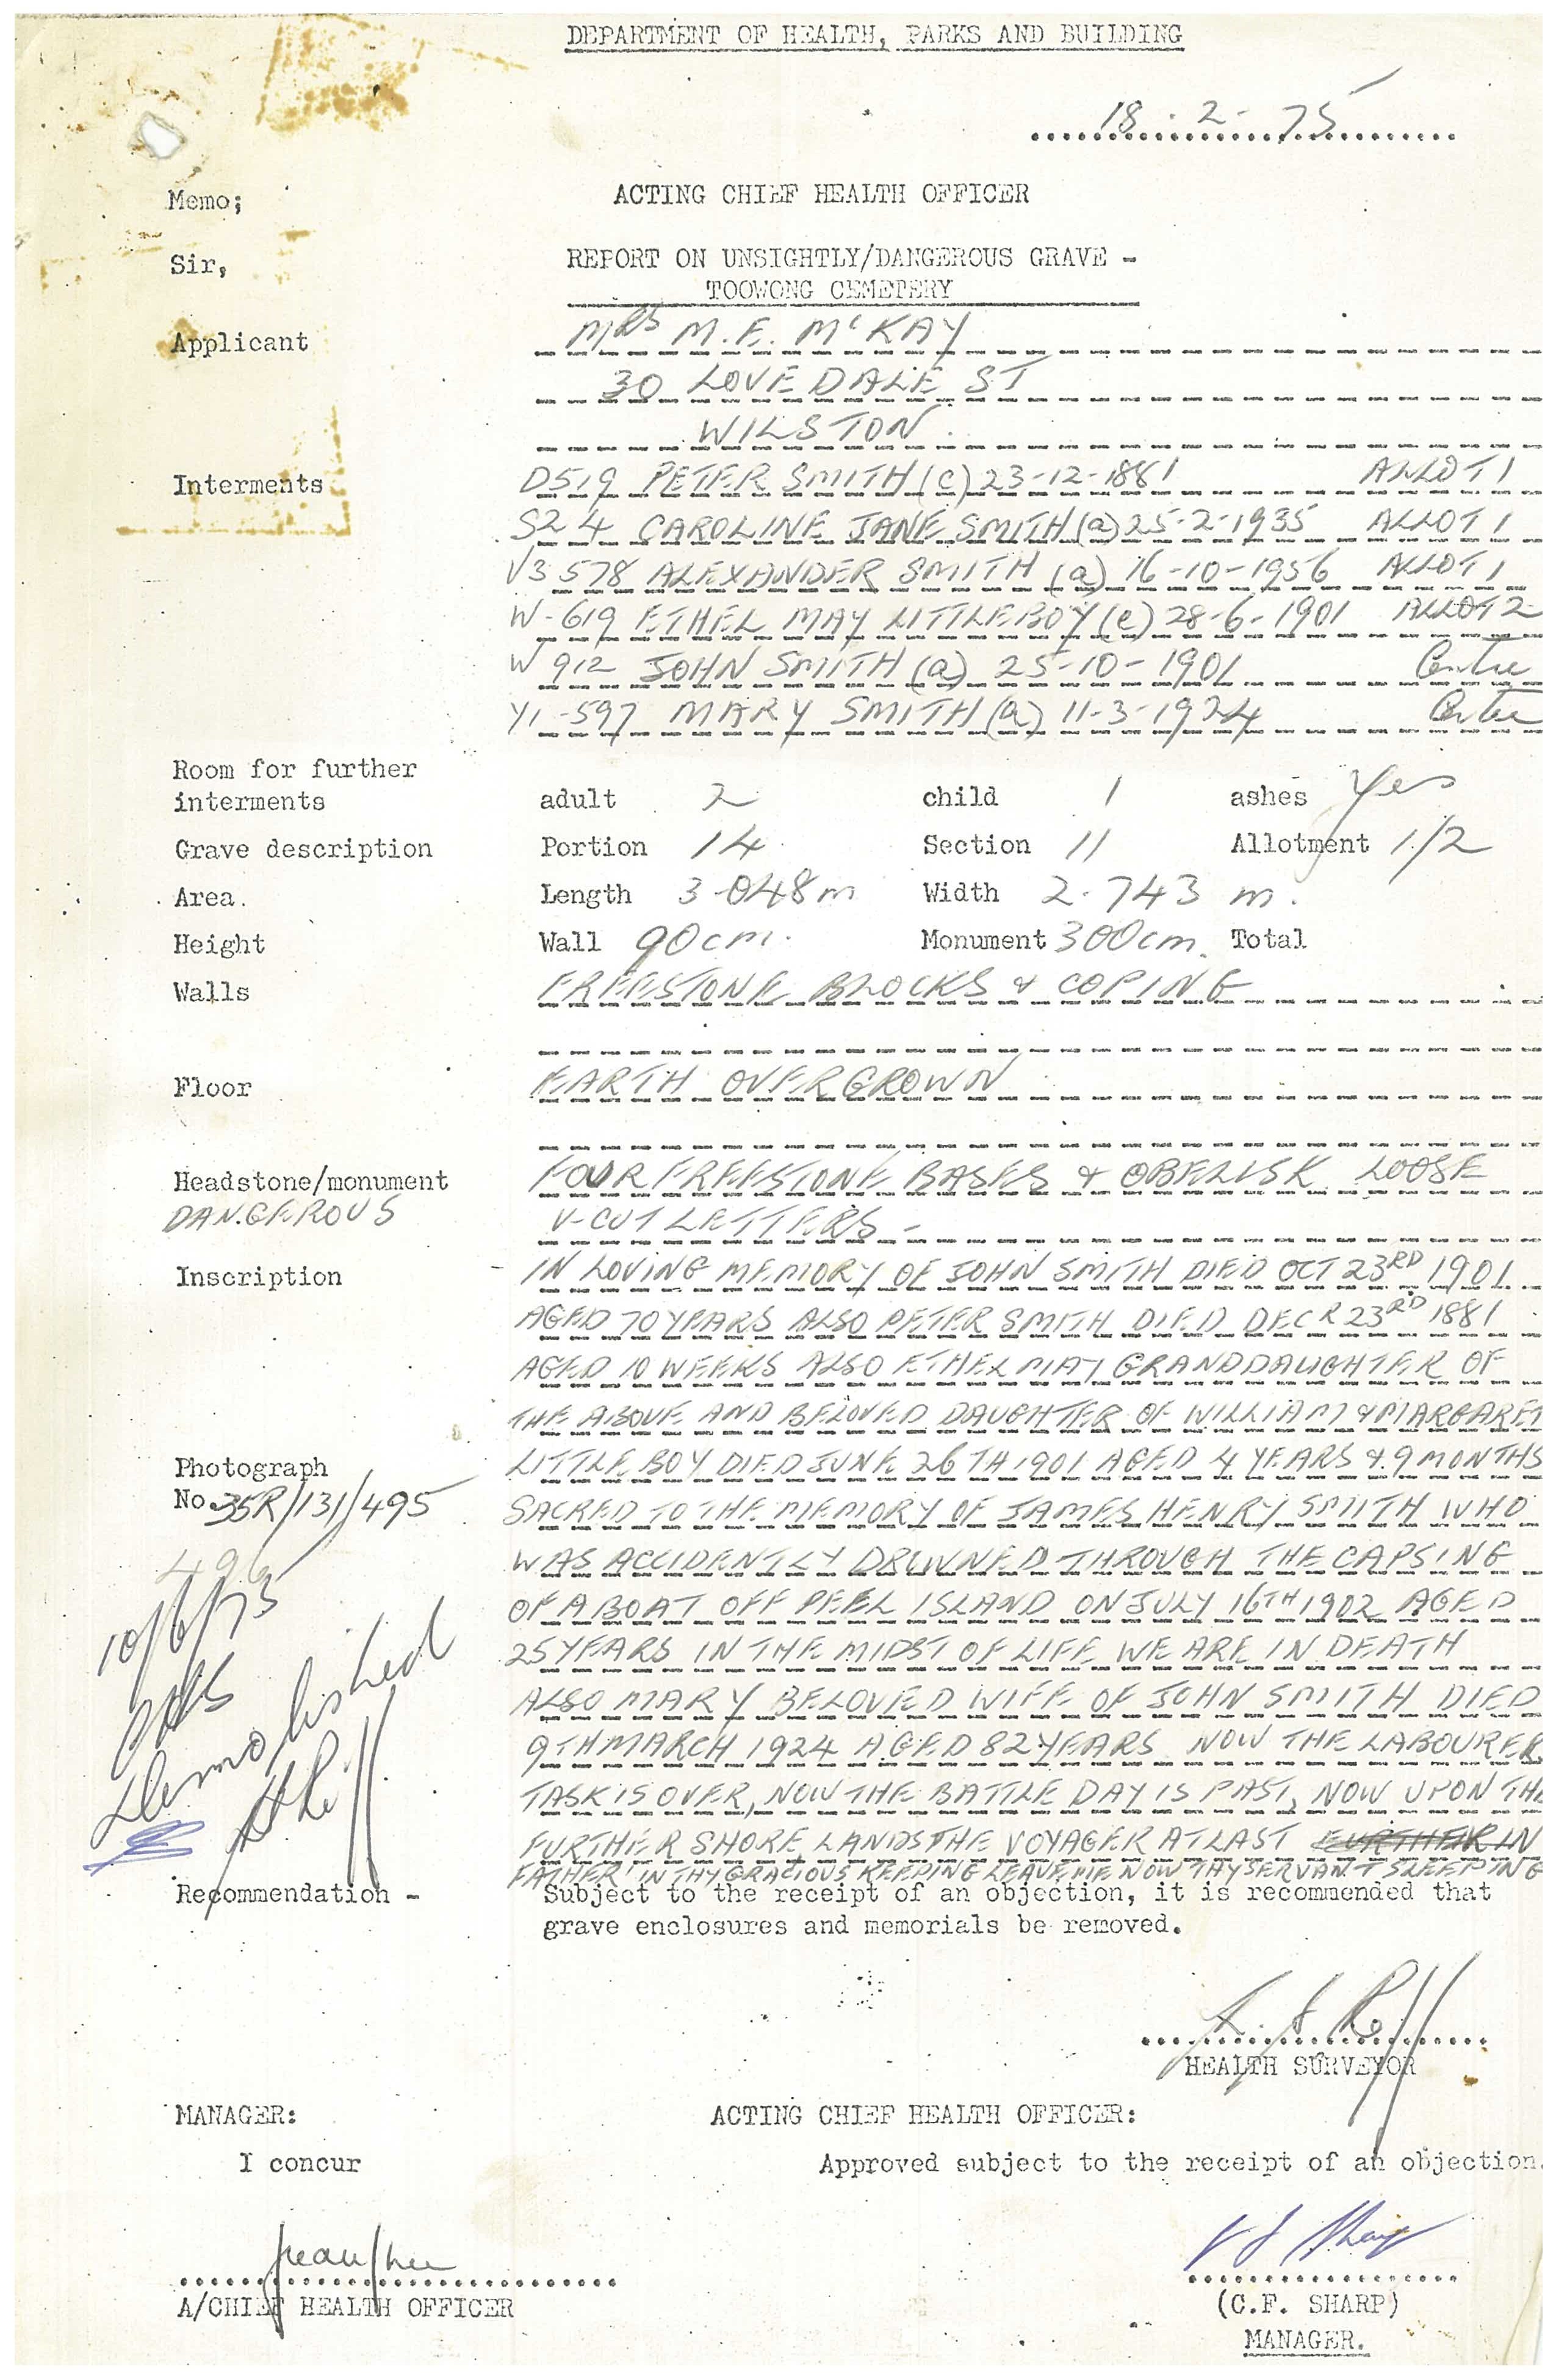 DEPARTMENT OF HEALTH, PARKS AND BUILDING
18-2-75
Memo; ACTING CHIEF HEALTH OFFICER
Sir, REPORT ON UNSIGHTLY/DANGEROUS GRAVE -
TOOWONG CEMETERY
Applicant MRS M.E. McKAY
30 LOVEDALE ST
WILSTON
Interments D519 PETER SMITH (c) 23-12-1881 ALLOT 1
S24 CAROLINE JANE SMITH (a) 25-2-1935 ALLOT 1
V3578 ALEXANDER SMITH (a) 16-10-1956 ALLOT 1
W-619 ETHEL MAY LITTLEBOY (c) 28-6-1901 ALLOT 2
W 912 JOHN SMITH (a) 25-10-1901 Centre
Y1-597 MARY SMITH (a) 11-3-1924 Centre
Room for further
interments adult 2 child 1 ashes Yes
Grave description Portion 14 Section 11 Allotment 1/2
Area. Length 3.048m Width 2.743 m.
Height Wall 90cm. Monument 300cm. Total
Walls FREESTONE BLOCKS & COPING
Floor EARTH OVERGROWN
Headstone/monument FOUR FREESTONE BASES & OBELISK LOOSE
DANGEROUS V-CUT LETTERS -
Inscription - IN LOVING MEMORY OF JOHN SMITH DIED OCT 23RD 1901
AGED 70 YEARS ALSO PETER SMITH DIED DECR 23RD 1881
AGED 10 WEEKS ALSO ETHEL MAY GRANDDAUGHTER OF
THE ABOVE AND BELOVED DAUGHTER OF WILLIAM & MARGARET
Photograph LITTLE BOY DIED JUNE 26TH 1901 AGED 4 YEARS & 9 MONTHS
No. 35R/131/495 SACRED TO THE MEMORY OF JAMES HENRY SMITH WHO
496 WAS ACCIDENTLY DROWNED THROUGH THE CAPSING
10/6/75 OF A BOAT OFF PEEL ISLAND ON JULY 16TH 1902 AGED
25 YEARS IN THE MIDST OF LIFE WE ARE IN DEATH
Demolished ALSO MARY BELOVED WIFE OF JOHN SMITH DIED
9TH MARCH 1924 AGED 82 YEARS NOW THE LABOURER
TASK IS OVER, NOW THE BATTLE DAY IS PAST, NOW UPON THE
FURTHER SHORE LANDS THE VOYAGER AT LAST FURTHER IN
FATHER IN THY GRACIOUS KEEPING LEAVE ME NOW THY SERVANT SLEEPING
Recommendation - Subject to the receipt of an objection, it is recommended that
grave enclosures and memorials be removed.
HEALTH SURVEYOR
MANAGER: ACTING CHIEF HEALTH OFFICER:
I concur Approved subject to the receipt of an objection.
A/CHIEF HEALTH OFFICER (C.F. SHARP)
MANAGER.